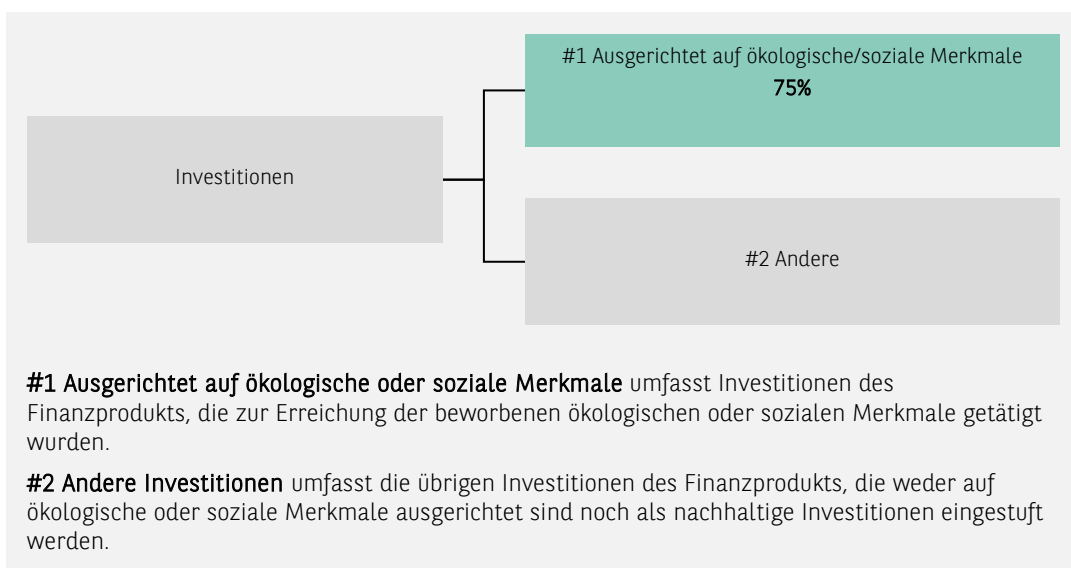 #1 Ausgerichtet auf ökologische/soziale Merkmale
75%
Investitionen
#2 Andere
#1 Ausgerichtet auf ökologische oder soziale Merkmale umfasst Investitionen des
Finanzprodukts, die zur Erreichung der beworbenen ökologischen oder sozialen Merkmale getätigt
wurden.
#2 Andere Investitionen umfasst die übrigen Investitionen des Finanzprodukts, die weder auf
ökologische oder soziale Merkmale ausgerichtet sind noch als nachhaltige Investitionen eingestuft
werden.